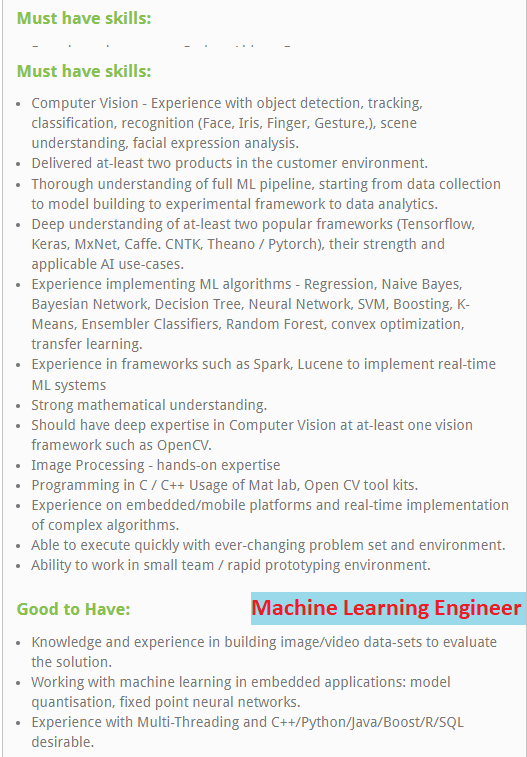 Must have skills:
Must have skills:
• Computer Vision - Experience with object detection, tracking,
classification, recognition (Face, Iris, Finger, Gesture,), scene
understanding, facial expression analysis.
• Delivered at-least two products in the customer environment.
• Thorough understanding of full ML pipeline, starting from data collection
to model building to experimental framework to data analytics.
• Deep understanding of at-least two popular frameworks (Tensorflow,
Keras, MxNet, Caffe. CNTK, Theano / Pytorch), their strength and
applicable AI use-cases.
• Experience implementing ML algorithms - Regression, Naive Bayes,
Bayesian Network, Decision Tree, Neural Network, SVM, Boosting, K-
Means, Ensembler Classifiers, Random Forest, convex optimization,
transfer learning.
• Experience in frameworks such as Spark, Lucene to implement real-time
ML systems
• Strong mathematical understanding.
• Should have deep expertise in Computer Vision at at-least one vision
framework such as OpenCV.
• Image Processing - hands-on expertise
• Programming in C / C++ Usage of Mat lab, Open CV tool kits.
• Experience on embedded/mobile platforms and real-time implementation
of complex algorithms.
• Able to execute quickly with ever-changing problem set and environment.
• Ability to work in small team / rapid prototyping environment.
Good to Have:
Machine Learning Engineer
• Knowledge and experience in building image/video data-sets to evaluate
the solution.
• Working with machine learning in embedded applications: model
quantisation, fixed point neural networks.
• Experience with Multi-Threading and C++/Python/Java/Boost/R/SQL
desirable.